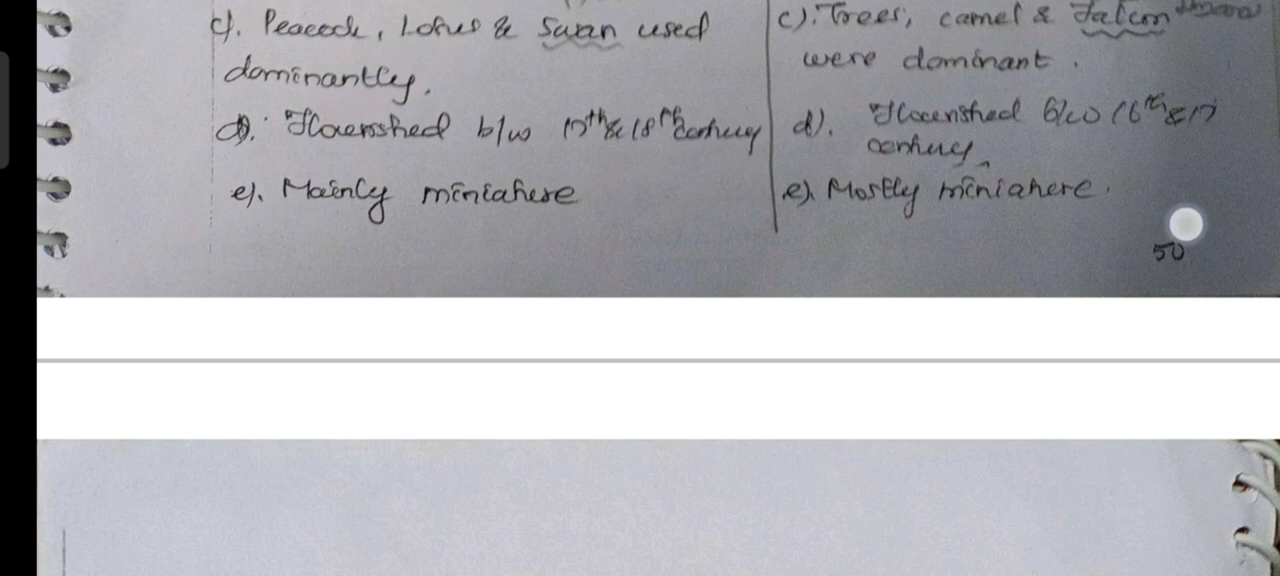 c). Peacock, Lotus & Swan used
dominantly.
d). Flourished b/w 17th & 18th century
e). Mainly miniature
c). Trees, camel & Falcon
were dominant.
d). Flourished b/w 16th & 17
century
e). Mostly miniature.
50